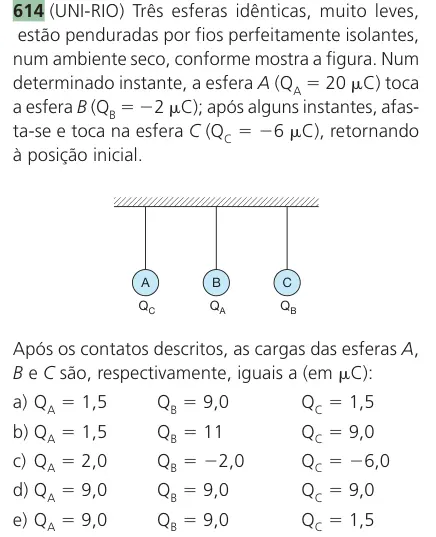 614 (UNI-RIO) Três esferas idênticas, muito leves,
estão penduradas por fios perfeitamente isolantes,
num ambiente seco, conforme mostra a figura. Num
determinado instante, a esfera A (Q_A = 20 μC) toca
a esfera B (Q_B = −2 μC); após alguns instantes, afas-
ta-se e toca na esfera C (Q_C = −6 μC), retornando
à posição inicial.
A B C
Q_C Q_A Q_B
Após os contatos descritos, as cargas das esferas A,
B e C são, respectivamente, iguais a (em μC):
a) Q_A = 1,5 Q_B = 9,0 Q_C = 1,5
b) Q_A = 1,5 Q_B = 11 Q_C = 9,0
c) Q_A = 2,0 Q_B = −2,0 Q_C = −6,0
d) Q_A = 9,0 Q_B = 9,0 Q_C = 9,0
e) Q_A = 9,0 Q_B = 9,0 Q_C = 1,5